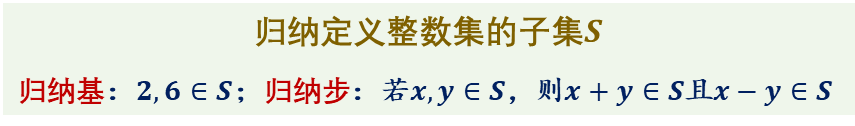 归纳定义整数集的子集S
归纳基：2,6 ∈ S；归纳步：若x, y ∈ S，则x + y ∈ S且x − y ∈ S